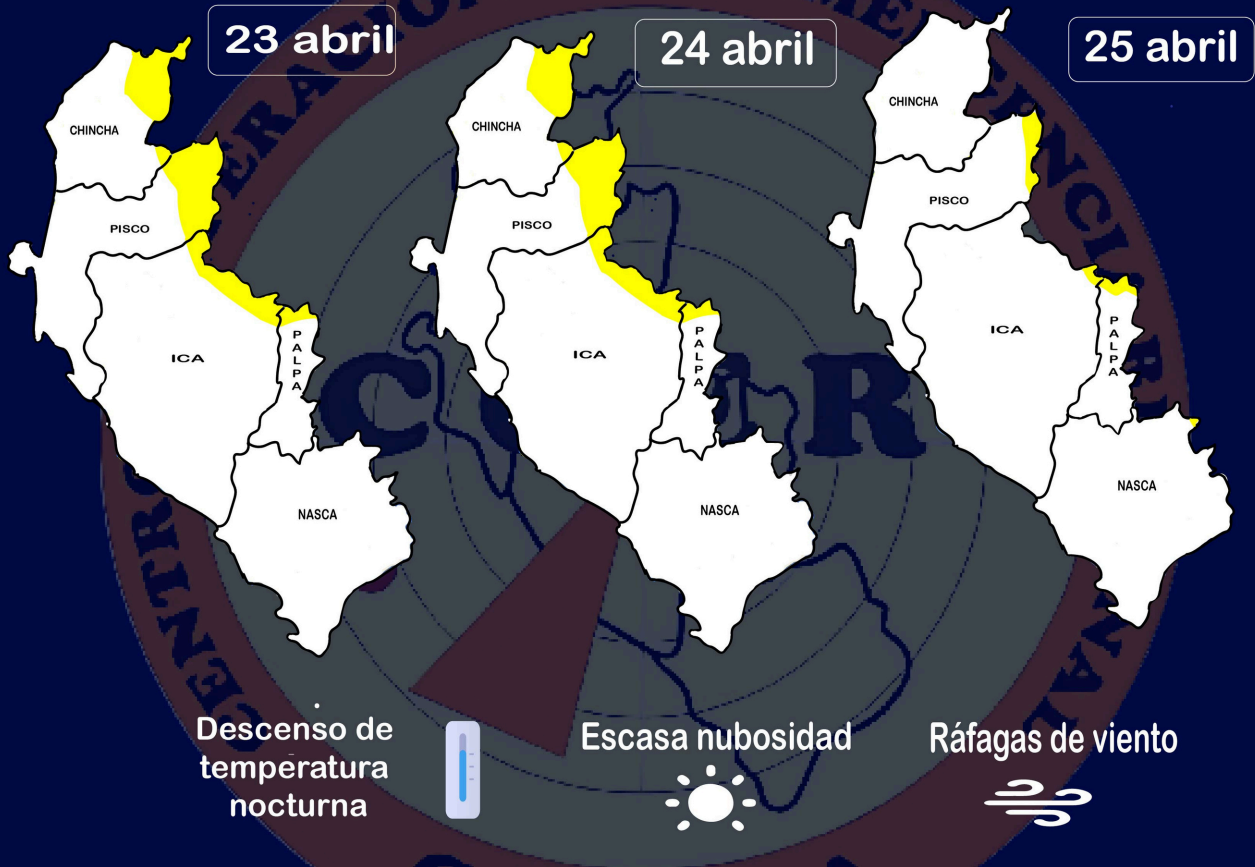 23 abril
24 abril
25 abril
CHINCHA
PISCO
ICA
PALPA
NASCA
CHINCHA
PISCO
ICA
PALPA
NASCA
CHINCHA
PISCO
ICA
PALPA
NASCA
Descenso de
temperatura
nocturna
Escasa nubosidad
Ráfagas de viento